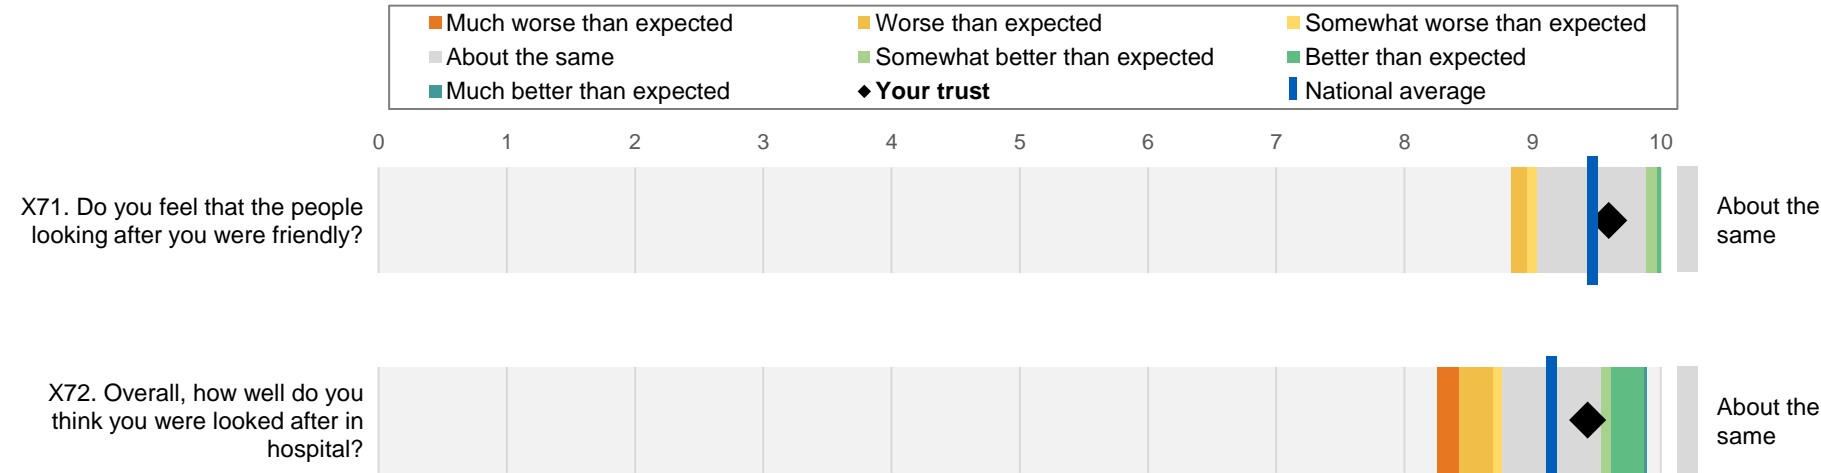 Much worse than expected
Worse than expected
Somewhat worse than expected
About the same
Somewhat better than expected
Better than expected
Much better than expected
Your trust
National average
0 1 2 3 4 5 6 7 8 9 10
X71. Do you feel that the people
looking after you were friendly?
About the
same
X72. Overall, how well do you
think you were looked after in
hospital?
About the
same